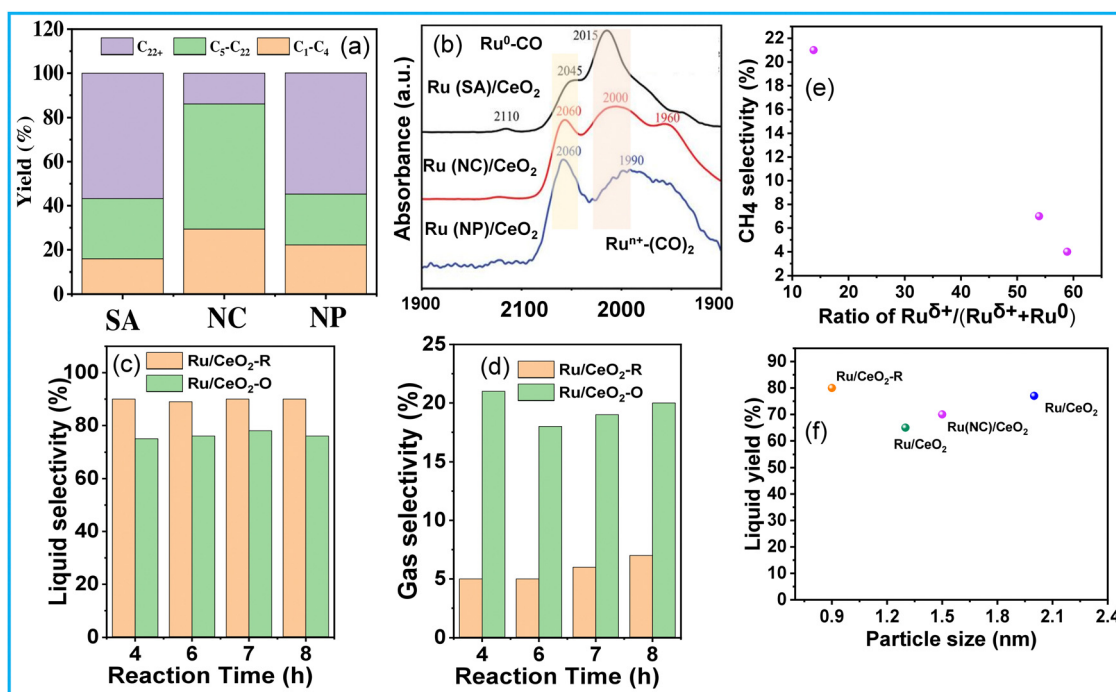 120
100
80
60
40
20
0
Yield (%)
C₂₂₊ C₅-C₂₂ C₁-C₄
(a)
SA NC NP
(b)
Absorbance (a.u.)
Ru⁰-CO
2015
2045
Ru (SA)/CeO₂
2110
2060
2000
1960
Ru (NC)/CeO₂
2060
1990
Ru (NP)/CeO₂
Ruⁿ⁺-(CO)₂
1900 2100 2000 1900
(e)
CH4 selectivity (%)
22
20
18
16
14
12
10
8
6
4
2
10 20 30 40 50 60
Ratio of Ruᵟ⁺/(Ruᵟ⁺+Ru⁰)
(c)
Ru/CeO₂-R
Ru/CeO₂-O
Liquid selectivity (%)
100
80
60
40
20
0
4 6 7 8
Reaction Time (h)
(d)
Ru/CeO₂-R
Ru/CeO₂-O
Gas selectivity (%)
25
20
15
10
5
0
4 6 7 8
Reaction Time (h)
(f)
Liquid yield (%)
90
80
70
60
50
40
30
20
10
0
Ru/CeO₂-R
Ru/CeO₂
Ru(NC)/CeO₂
Ru/CeO₂
0.9 1.2 1.5 1.8 2.1 2.4
Particle size (nm)